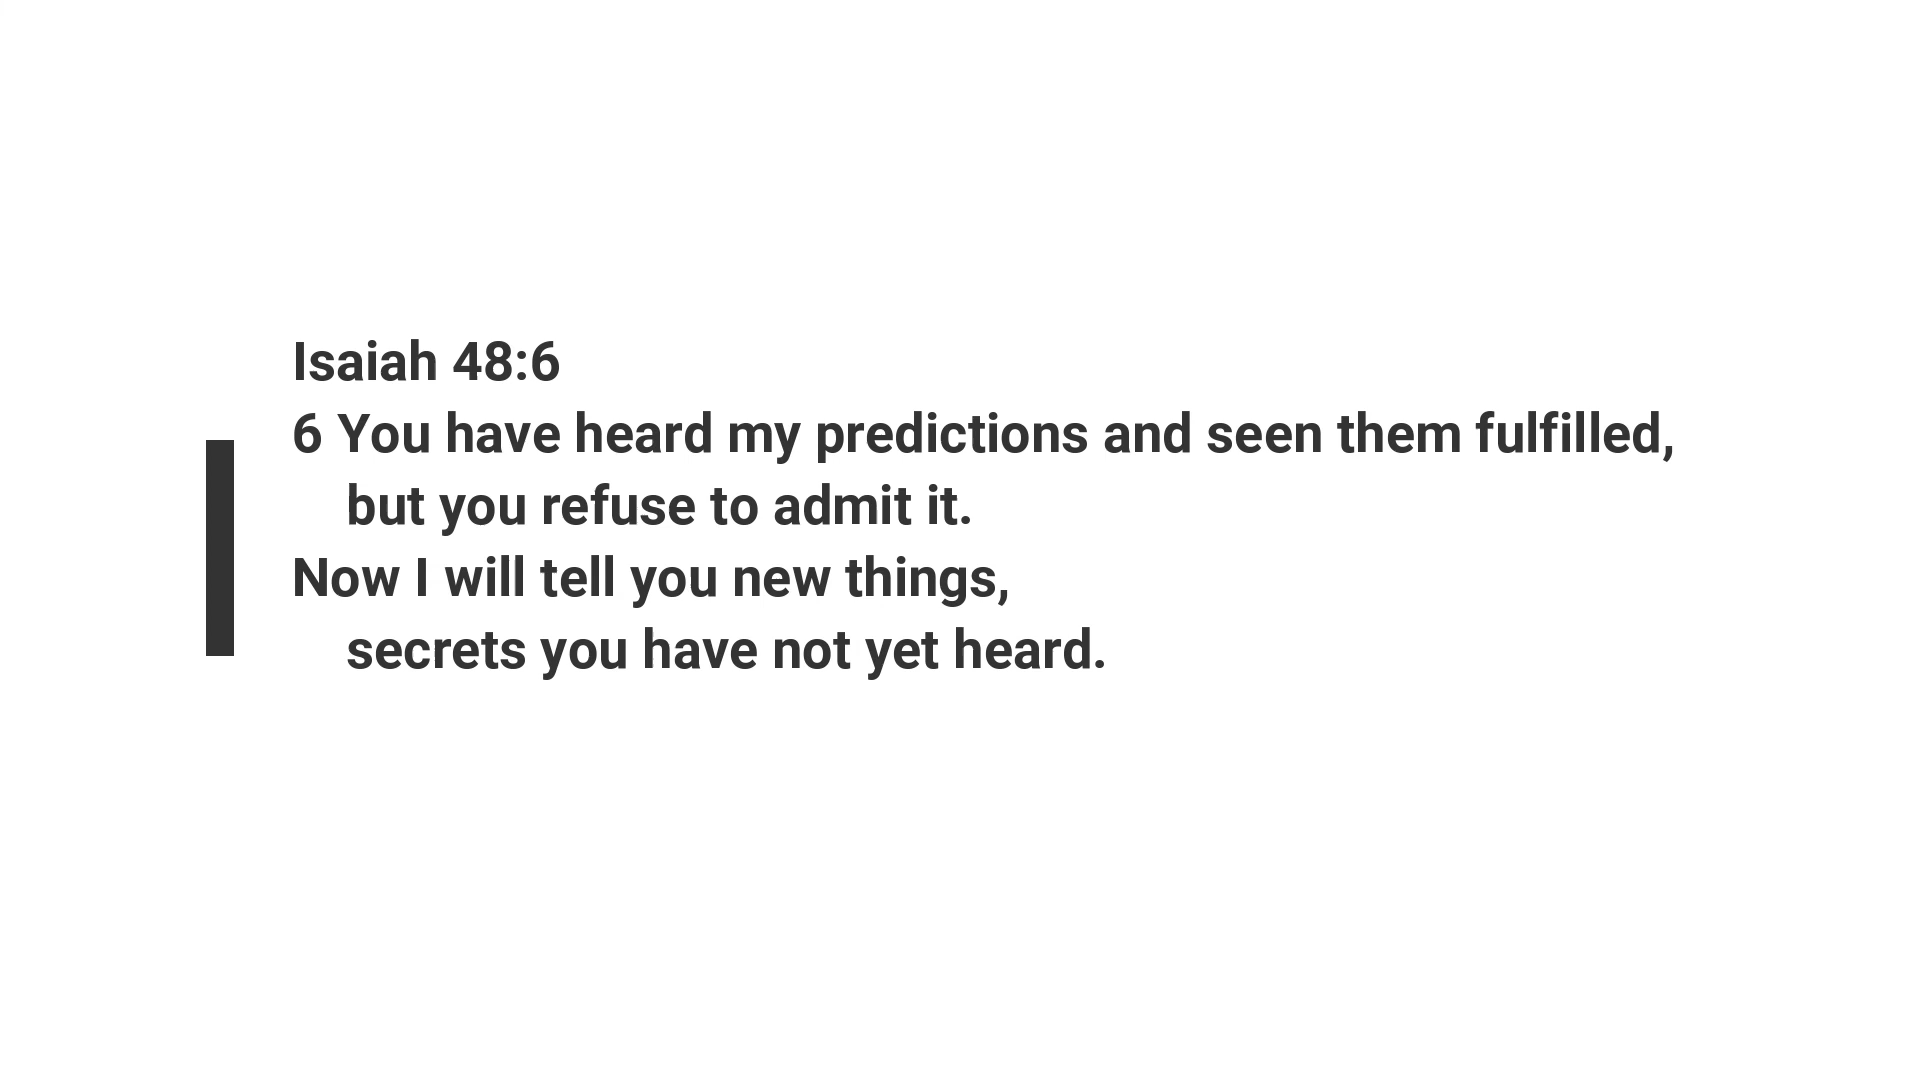 Isaiah 48:6
6 You have heard my predictions and seen them fulfilled,
but you refuse to admit it.
Now I will tell you new things,
secrets you have not yet heard.